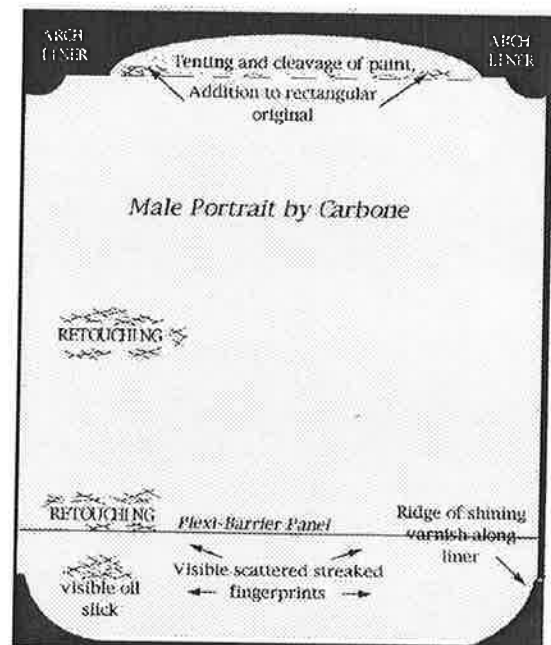 ARCH
LINER
ARCH
LINER
Tenting and cleavage of paint,
Addition to rectangular
original
Male Portrait by Carbone
RETOUCHING
RETOUCHING
Plexi-Barrier Panel
Ridge of shining
varnish along
liner
Visible scattered streaked
fingerprints
visible oil
slick